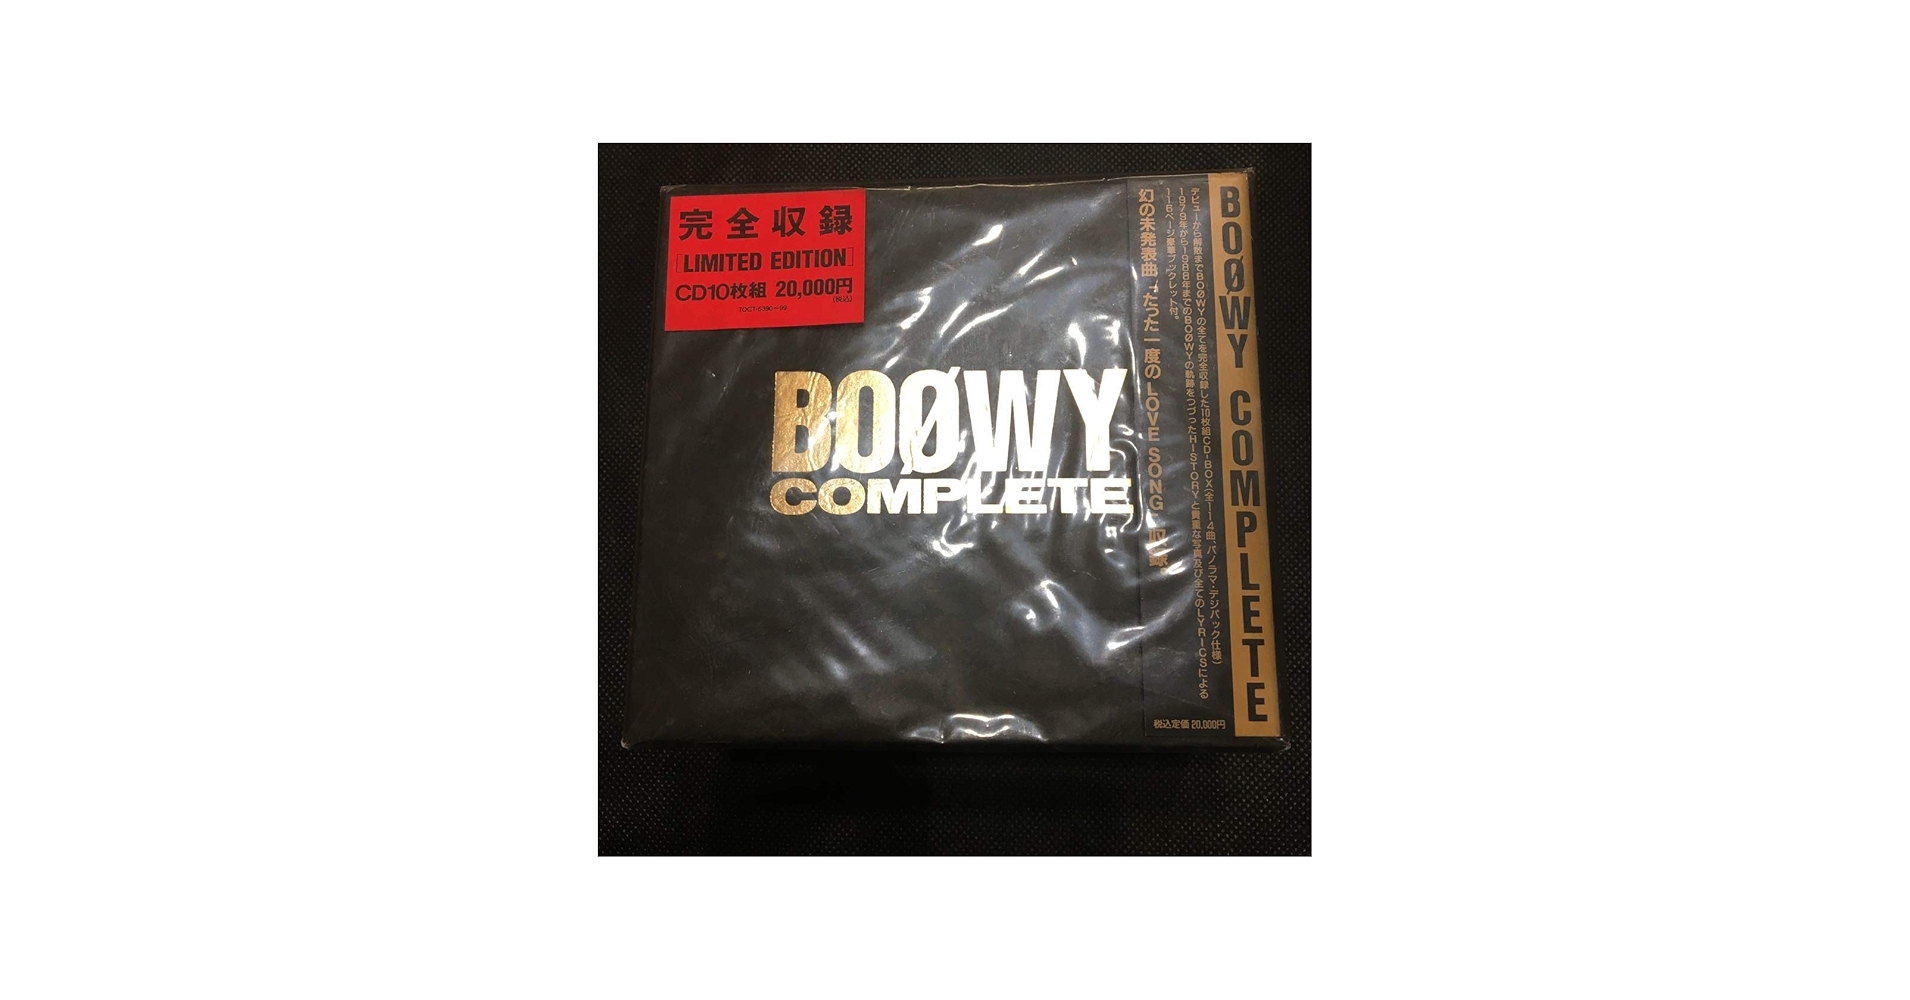 完全収録
[LIMITED EDITION]
CD10枚組 20,000円
(税込)
TOCT-6390~99
BOØWY
COMPLETE
BOØWY COMPLETE
デビューから解散までBOØWYの全てを完全収録した10枚組CD-BOX(全114曲、パノラマ・デジパック仕様)
1979年から1988年までのBOØWYの軌跡をつづったHISTORYと貴重な写真及び全てのLYRICSによる
116ページ豪華ブックレット付。
幻の未発表曲「たった一度のLOVE SONG」収録。
税込定価 20,000円